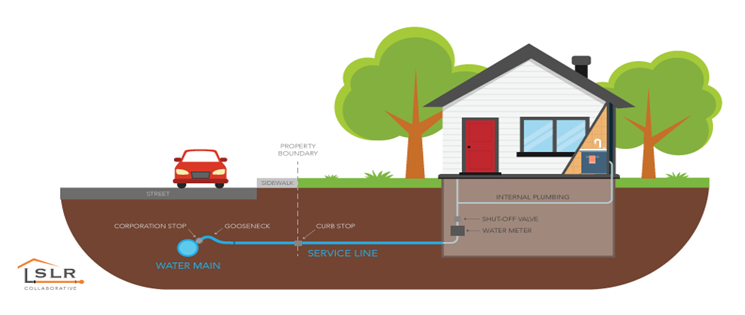 PROPERTY
BOUNDARY
SIDEWALK
STREET
INTERNAL PLUMBING
CORPORATION STOP
GOOSENECK
CURB STOP
SHUT-OFF VALVE
WATER METER
SERVICE LINE
WATER MAIN
LSLR
COLLABORATIVE